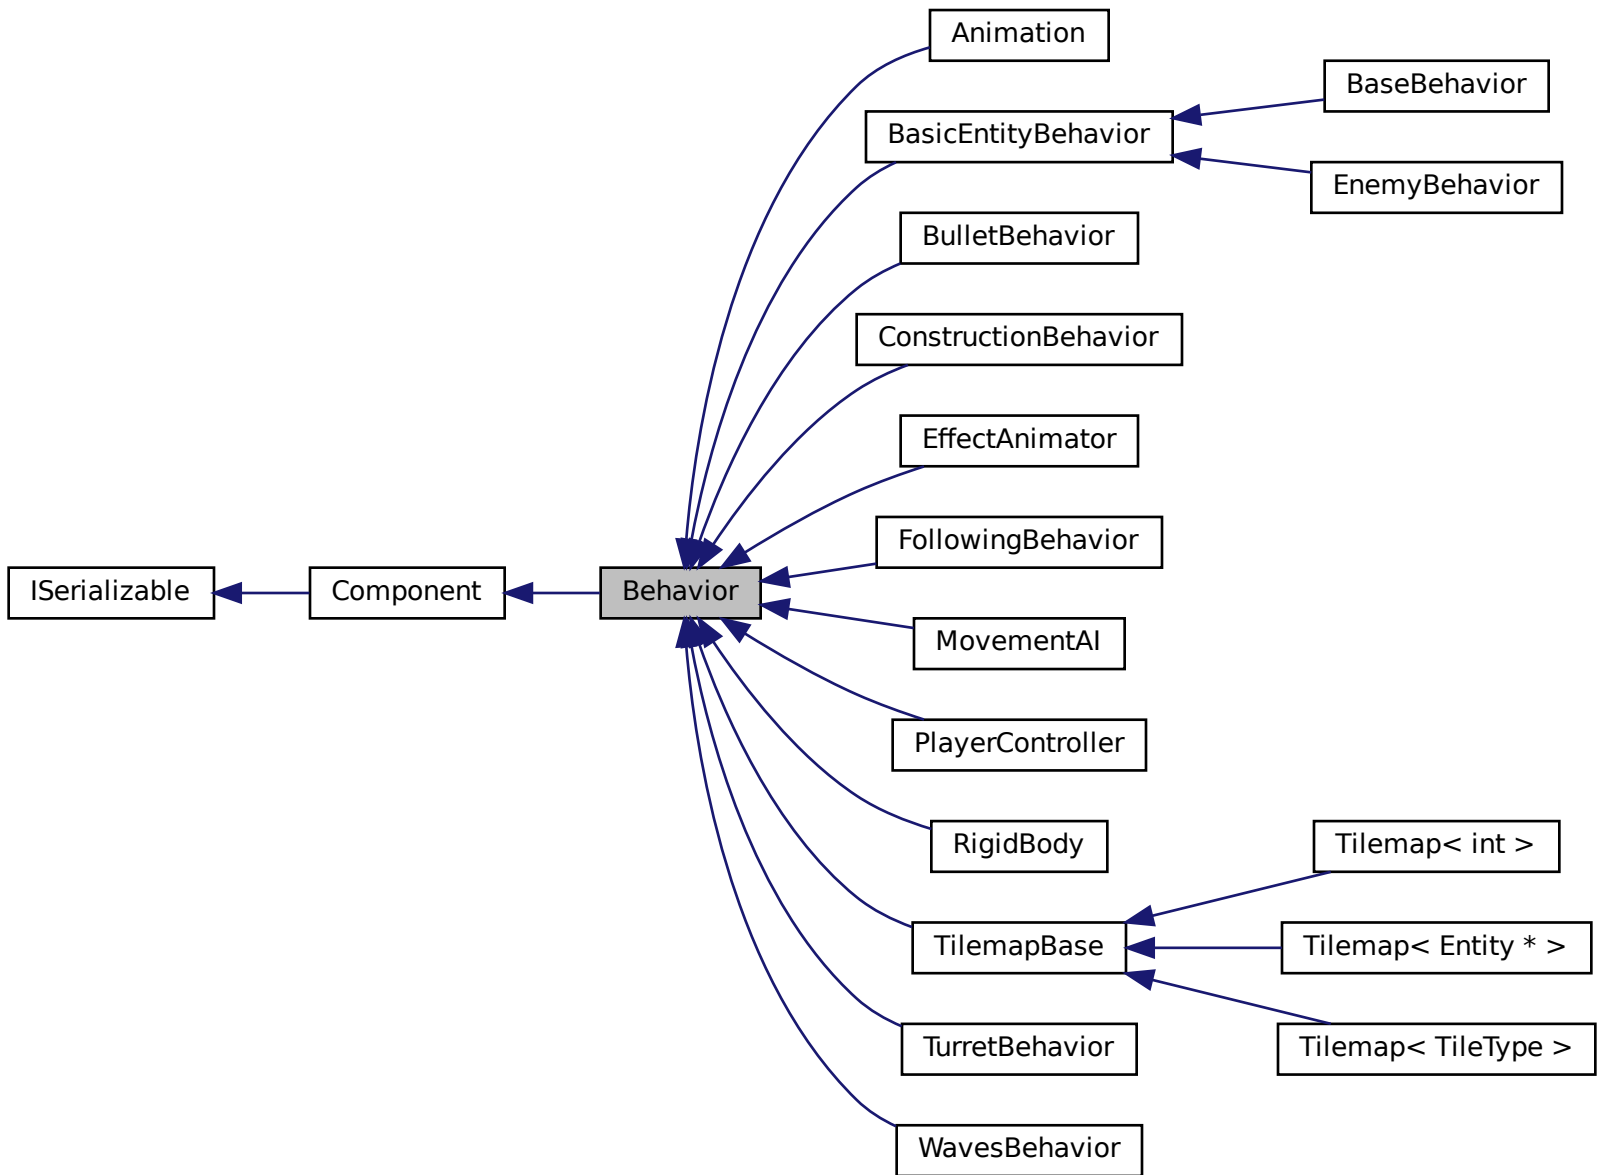 Animation
BaseBehavior
BasicEntityBehavior
EnemyBehavior
BulletBehavior
ConstructionBehavior
EffectAnimator
FollowingBehavior
ISerializable
Component
Behavior
MovementAI
PlayerController
RigidBody
Tilemap< int >
TilemapBase
Tilemap< Entity * >
TurretBehavior
Tilemap< TileType >
WavesBehavior